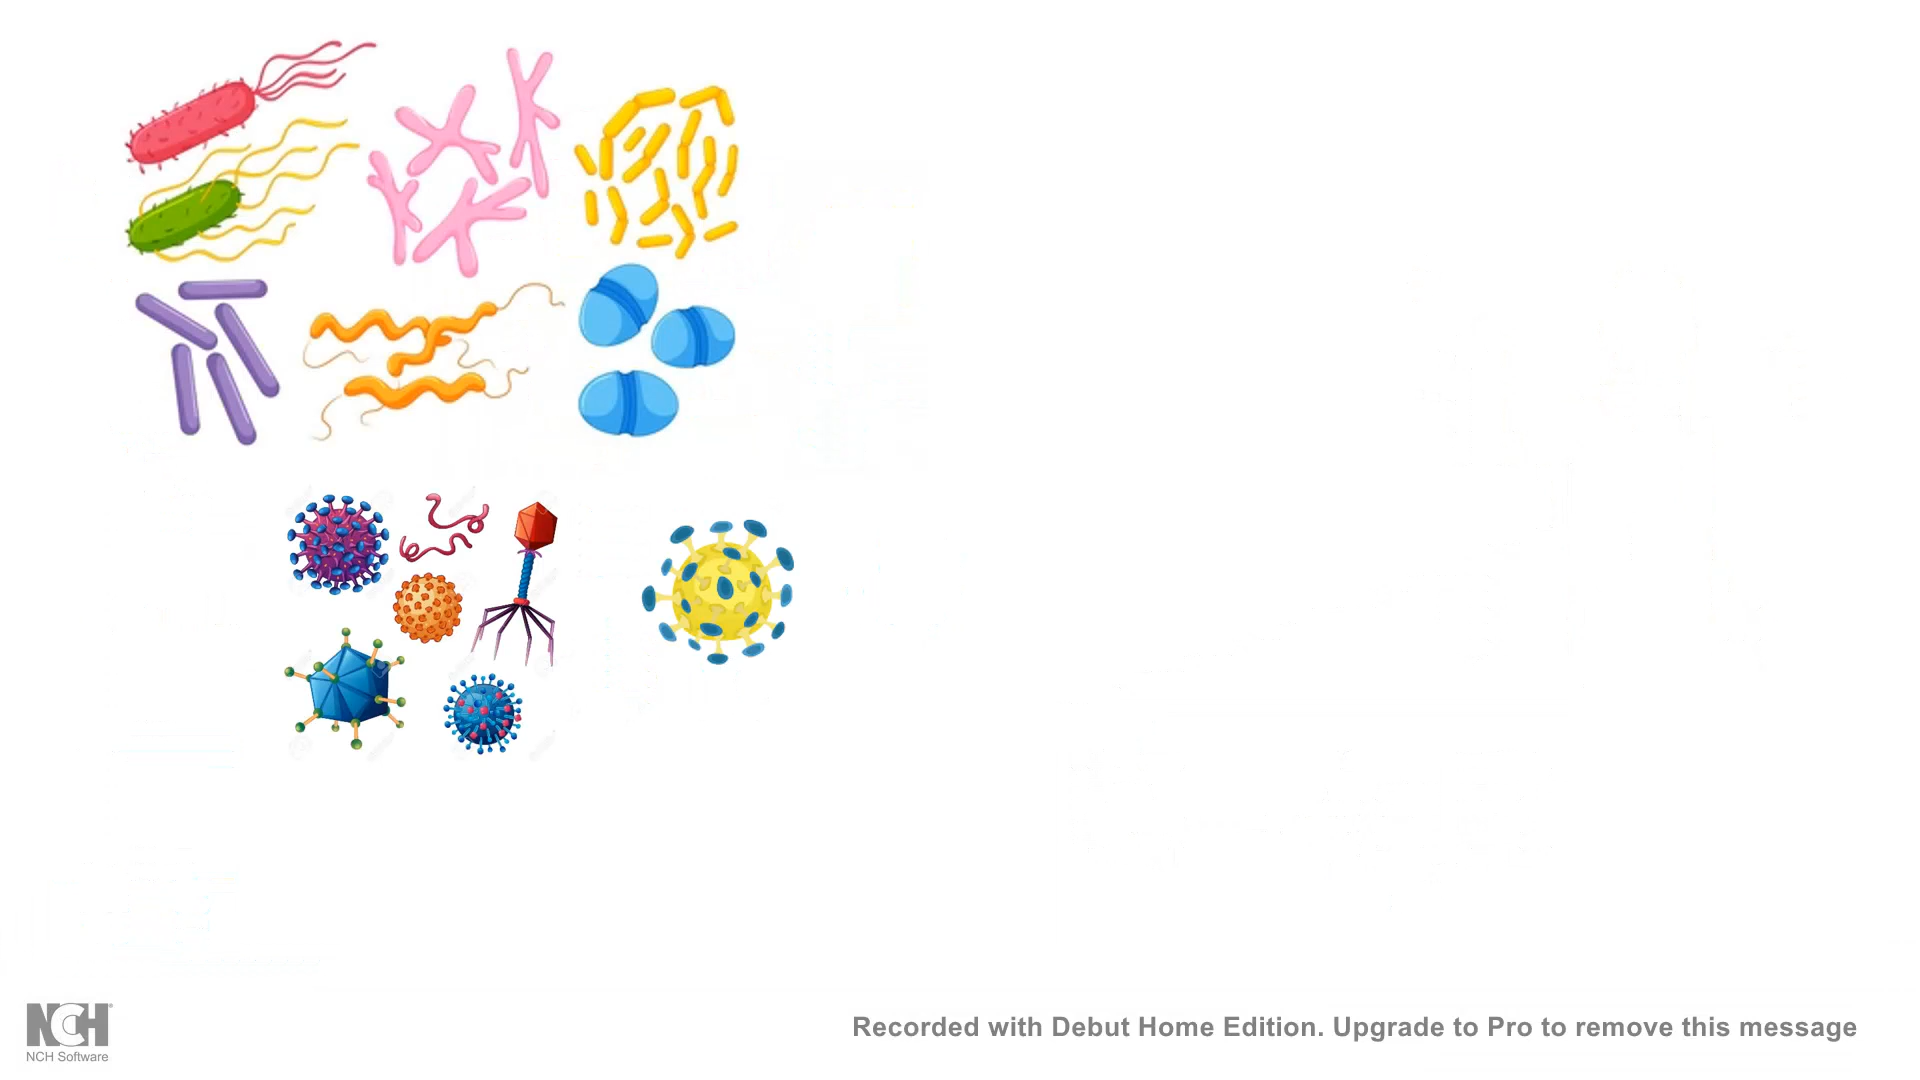 NCH
NCH Software
Recorded with Debut Home Edition. Upgrade to Pro to remove this message